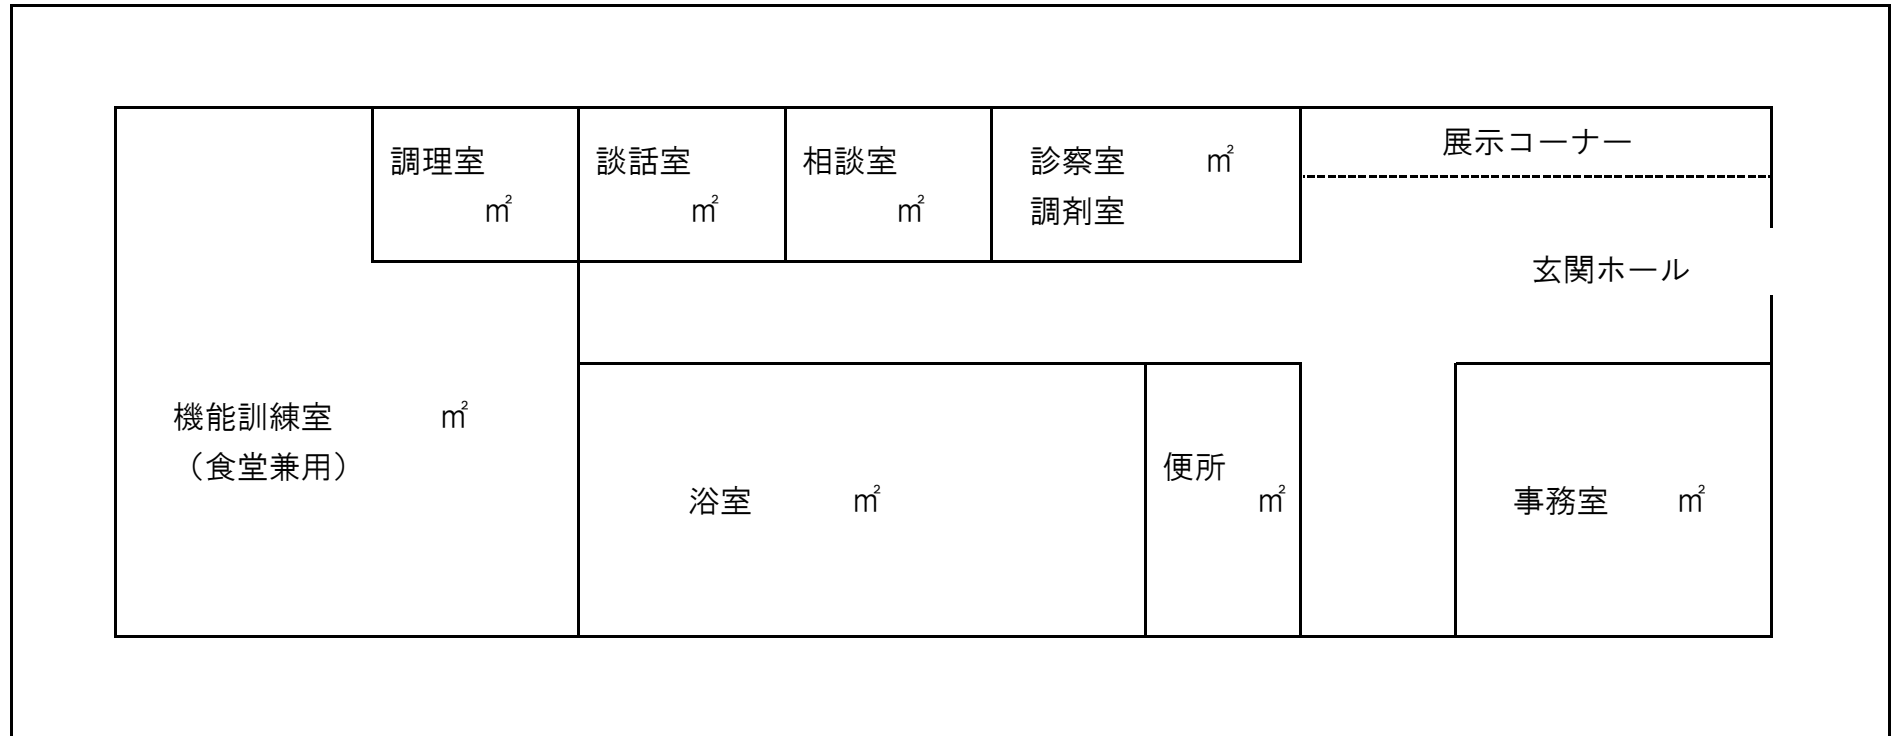 展示コーナー
調理室
㎡
談話室
㎡
相談室
㎡
診察室 ㎡
調剤室
玄関ホール
機能訓練室 ㎡
（食堂兼用）
浴室 ㎡
便所
㎡
事務室 ㎡